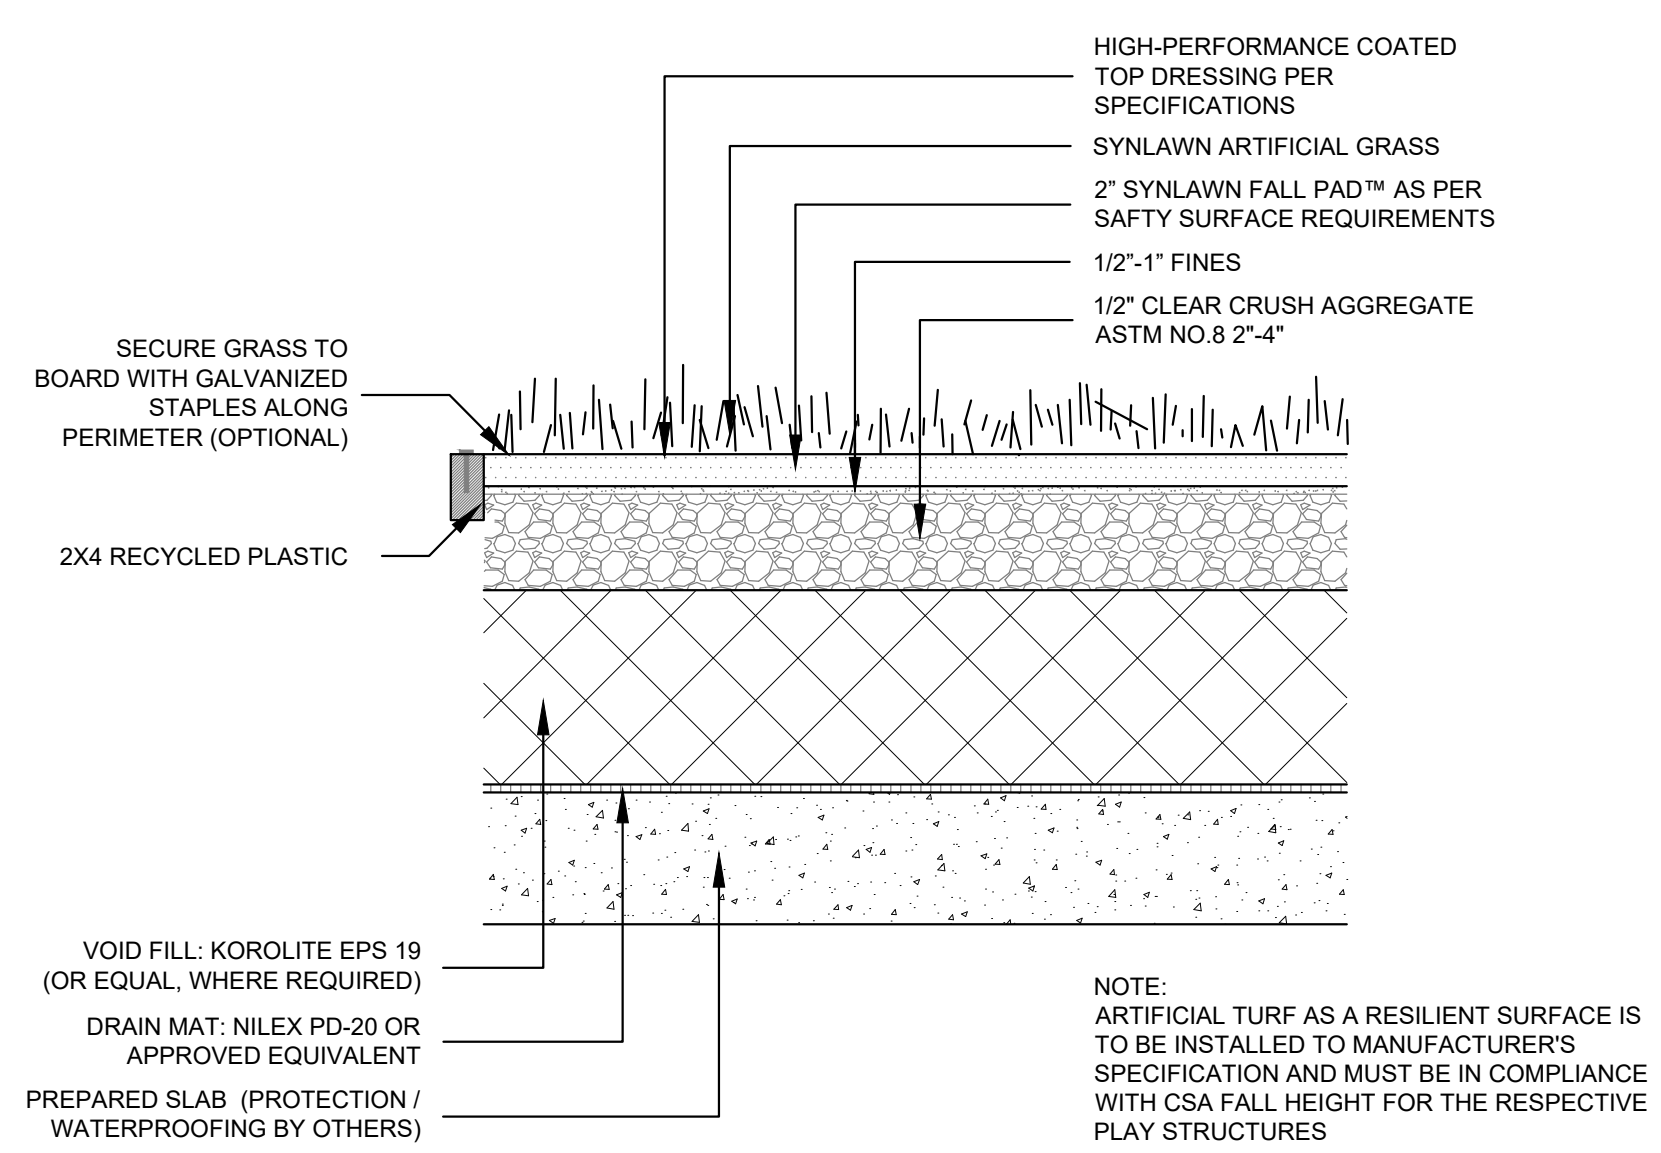 HIGH-PERFORMANCE COATED
TOP DRESSING PER
SPECIFICATIONS
SYNLAWN ARTIFICIAL GRASS
2” SYNLAWN FALL PAD™ AS PER
SAFTY SURFACE REQUIREMENTS
1/2”-1” FINES
1/2" CLEAR CRUSH AGGREGATE
ASTM NO.8 2"-4"
SECURE GRASS TO
BOARD WITH GALVANIZED
STAPLES ALONG
PERIMETER (OPTIONAL)
2X4 RECYCLED PLASTIC
VOID FILL: KOROLITE EPS 19
(OR EQUAL, WHERE REQUIRED)
DRAIN MAT: NILEX PD-20 OR
APPROVED EQUIVALENT
PREPARED SLAB (PROTECTION /
WATERPROOFING BY OTHERS)
NOTE:
ARTIFICIAL TURF AS A RESILIENT SURFACE IS
TO BE INSTALLED TO MANUFACTURER'S
SPECIFICATION AND MUST BE IN COMPLIANCE
WITH CSA FALL HEIGHT FOR THE RESPECTIVE
PLAY STRUCTURES